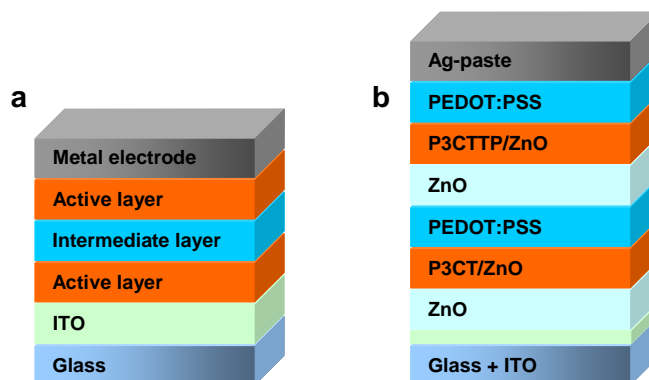 a
Metal electrode
Active layer
Intermediate layer
Active layer
ITO
Glass
b
Ag-paste
PEDOT:PSS
P3CTTP/ZnO
ZnO
PEDOT:PSS
P3CT/ZnO
ZnO
Glass + ITO